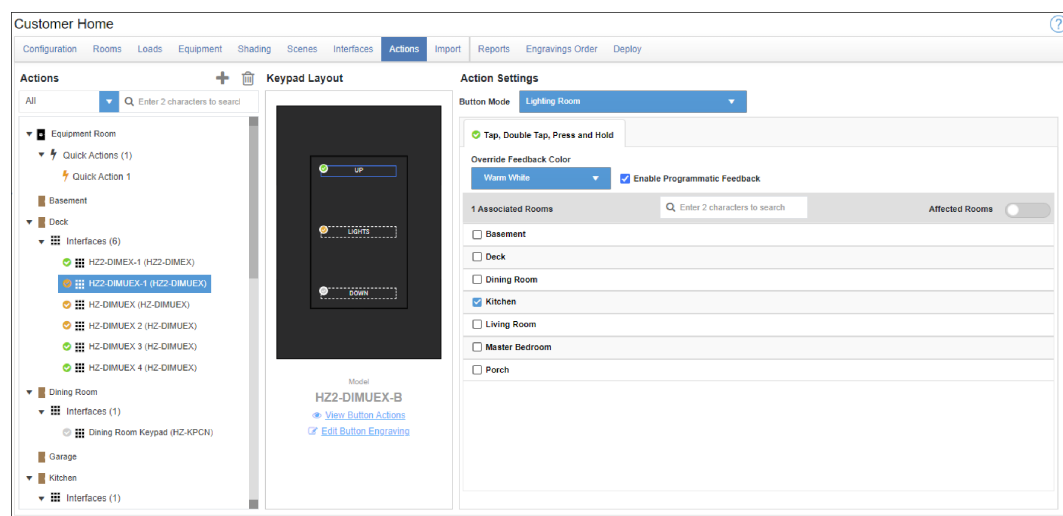 Customer Home
?
Configuration Rooms Loads Equipment Shading Scenes Interfaces Actions Import Reports Engravings Order Deploy
Actions
All
Enter 2 characters to searcl
Equipment Room
Quick Actions (1)
Quick Action 1
Basement
Deck
Interfaces (6)
HZ2-DIMEX-1 (HZ2-DIMEX)
HZ2-DIMUEX-1 (HZ2-DIMUEX)
HZ-DIMUEX (HZ-DIMUEX)
HZ-DIMUEX 2 (HZ-DIMUEX)
HZ-DIMUEX 3 (HZ-DIMUEX)
HZ-DIMUEX 4 (HZ-DIMUEX)
Dining Room
Interfaces (1)
Dining Room Keypad (HZ-KPCN)
Garage
Kitchen
Interfaces (1)
Keypad Layout
UP
LIGHTS
DOWN
Model
HZ2-DIMUEX-B
View Button Actions
Edit Button Engraving
Action Settings
Button Mode Lighting Room
Tap, Double Tap, Press and Hold
Override Feedback Color
Warm White Enable Programmatic Feedback
1 Associated Rooms Enter 2 characters to search Affected Rooms
Basement
Deck
Dining Room
Kitchen
Living Room
Master Bedroom
Porch